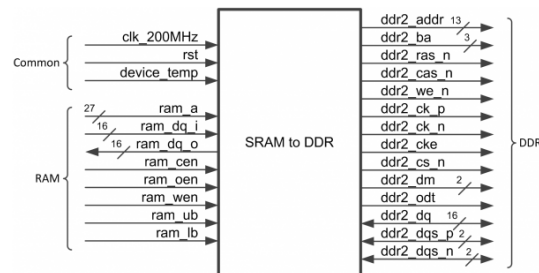 Common
clk_200MHz
rst
device_temp
RAM
27
ram_a
16
ram_dq_i
16
ram_dq_o
ram_cen
ram_oen
ram_wen
ram_ub
ram_lb
SRAM to DDR
ddr2_addr 13
ddr2_ba 3
ddr2_ras_n
ddr2_cas_n
ddr2_we_n
ddr2_ck_p
ddr2_ck_n
ddr2_cke
ddr2_cs_n
ddr2_dm 2
ddr2_odt
ddr2_dq 16
ddr2_dqs_p 2
ddr2_dqs_n 2
DDR